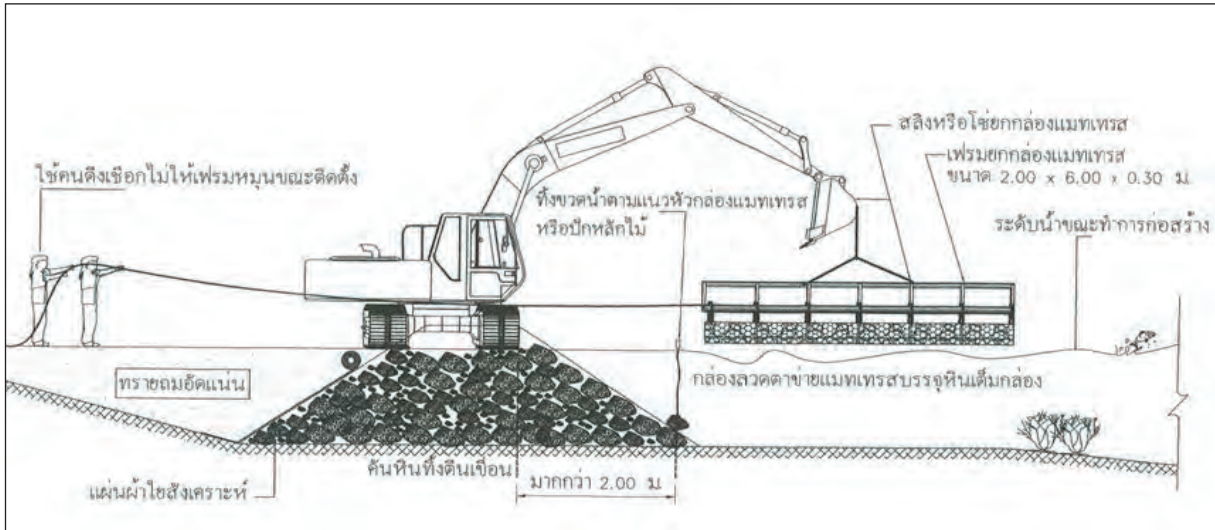 สลิงหรือโซ่ยกกล่องแมทเทรส
เฟรมยกกล่องแมทเทรส
ขนาด 2.00 x 6.00 x 0.30 ม.
ใช้คนดึงเชือกไม่ให้เฟรมหมุนขณะติดตั้ง
ทิ้งขวดน้ำตามแนวหัวกล่องแมทเทรส
หรือปักหลักไม้
ระดับน้ำขณะทำการก่อสร้าง
ทรายถมอัดแน่น
กล่องลวดตาข่ายแมทเทรสบรรจุหินเต็มกล่อง
คันหินทิ้งตีนเขื่อน
มากกว่า 2.00 ม.
แผ่นผ้าใยสังเคราะห์